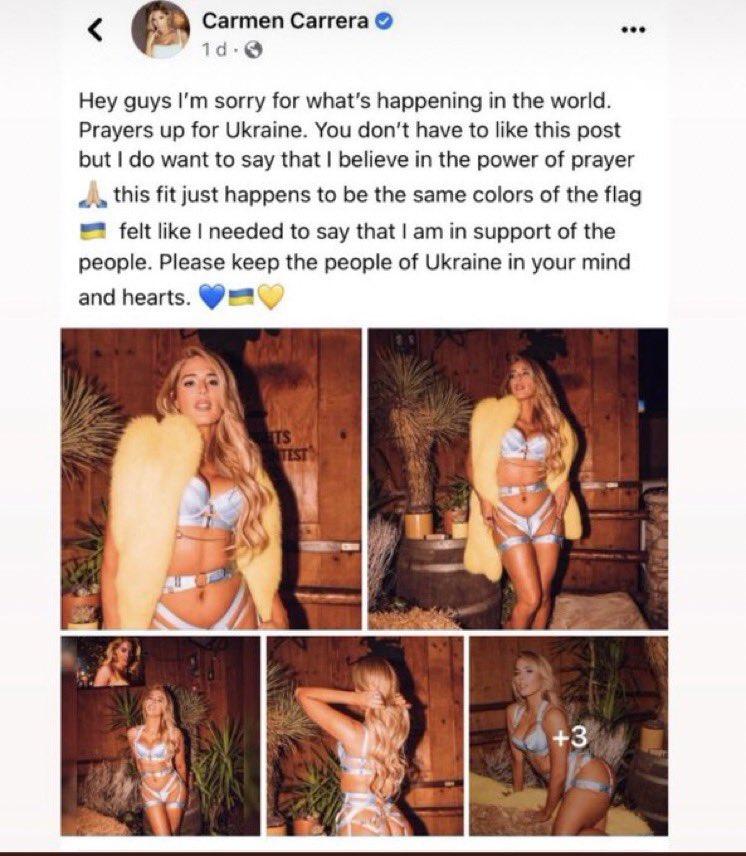 Carmen Carrera
1 d ·
Hey guys I'm sorry for what's happening in the world.
Prayers up for Ukraine. You don't have to like this post
but I do want to say that I believe in the power of prayer
🙏🏼 this fit just happens to be the same colors of the flag
🇺🇦 felt like I needed to say that I am in support of the
people. Please keep the people of Ukraine in your mind
and hearts. 💙🇺🇦💛
+3